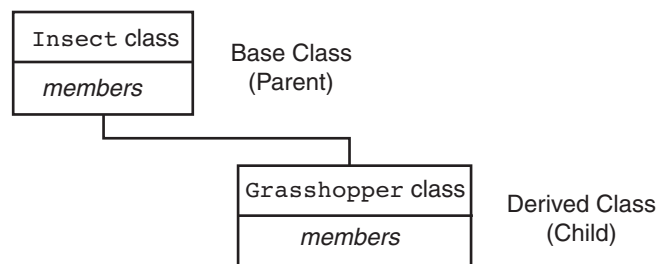 Insect class
members
Base Class
(Parent)
Grasshopper class
members
Derived Class
(Child)